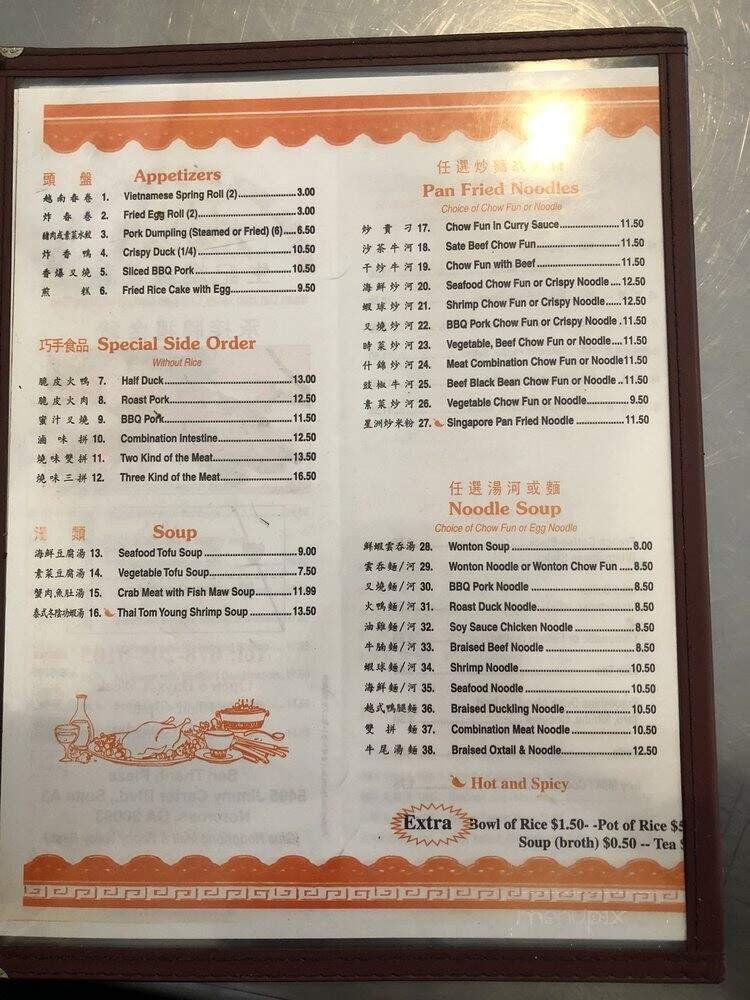 頭 盤 Appetizers
越南春卷 1. Vietnamese Spring Roll (2) 3.00
炸春卷 2. Fried Egg Roll (2) 3.00
豬肉或素菜水餃 3. Pork Dumpling (Steamed or Fried) (6) 6.50
炸香鴨 4. Crispy Duck (1/4) 10.50
香爆叉燒 5. Sliced BBQ Pork 10.50
煎糕 6. Fried Rice Cake with Egg 9.50
巧手食品 Special Side Order
Without Rice
脆皮火鴨 7. Half Duck 13.00
脆皮火肉 8. Roast Pork 12.50
蜜汁叉燒 9. BBQ Pork 11.50
滷味拼 10. Combination Intestine 12.50
燒味雙拼 11. Two Kind of the Meat 13.50
燒味三拼 12. Three Kind of the Meat 16.50
湯 類 Soup
海鮮豆腐湯 13. Seafood Tofu Soup 9.00
素菜豆腐湯 14. Vegetable Tofu Soup 7.50
蟹肉魚肚湯 15. Crab Meat with Fish Maw Soup 11.99
泰式冬陰功蝦湯 16. Thai Tom Young Shrimp Soup 13.50
任選炒麵
Pan Fried Noodles
Choice of Chow Fun or Noodle
炒貴刁 17. Chow Fun In Curry Sauce 11.50
沙茶牛河 18. Sate Beef Chow Fun 11.50
干炒牛河 19. Chow Fun with Beef 11.50
海鮮炒河 20. Seafood Chow Fun or Crispy Noodle 12.50
蝦球炒河 21. Shrimp Chow Fun or Crispy Noodle 12.50
叉燒炒河 22. BBQ Pork Chow Fun or Crispy Noodle 11.50
時菜炒河 23. Vegetable, Beef Chow Fun or Noodle 11.50
什錦炒河 24. Meat Combination Chow Fun or Noodle 11.50
豉椒牛河 25. Beef Black Bean Chow Fun or Noodle 11.50
素菜炒河 26. Vegetable Chow Fun or Noodle 9.50
星洲炒米粉 27. Singapore Pan Fried Noodle 11.50
任選湯河或麵
Noodle Soup
Choice of Chow Fun or Egg Noodle
鮮蝦雲吞湯 28. Wonton Soup 8.00
雲吞麵/河 29. Wonton Noodle or Wonton Chow Fun 8.50
叉燒麵/河 30. BBQ Pork Noodle 8.50
火鴨麵/河 31. Roast Duck Noodle 8.50
油雞麵/河 32. Soy Sauce Chicken Noodle 8.50
牛腩麵/河 33. Braised Beef Noodle 8.50
蝦球麵/河 34. Shrimp Noodle 10.50
海鮮麵/河 35. Seafood Noodle 10.50
越式鴨腿麵 36. Braised Duckling Noodle 10.50
雙拼麵 37. Combination Meat Noodle 10.50
牛尾湯麵 38. Braised Oxtail & Noodle 12.50
Hot and Spicy
Extra Bowl of Rice $1.50- -Pot of Rice $5
Soup (broth) $0.50 -- Tea